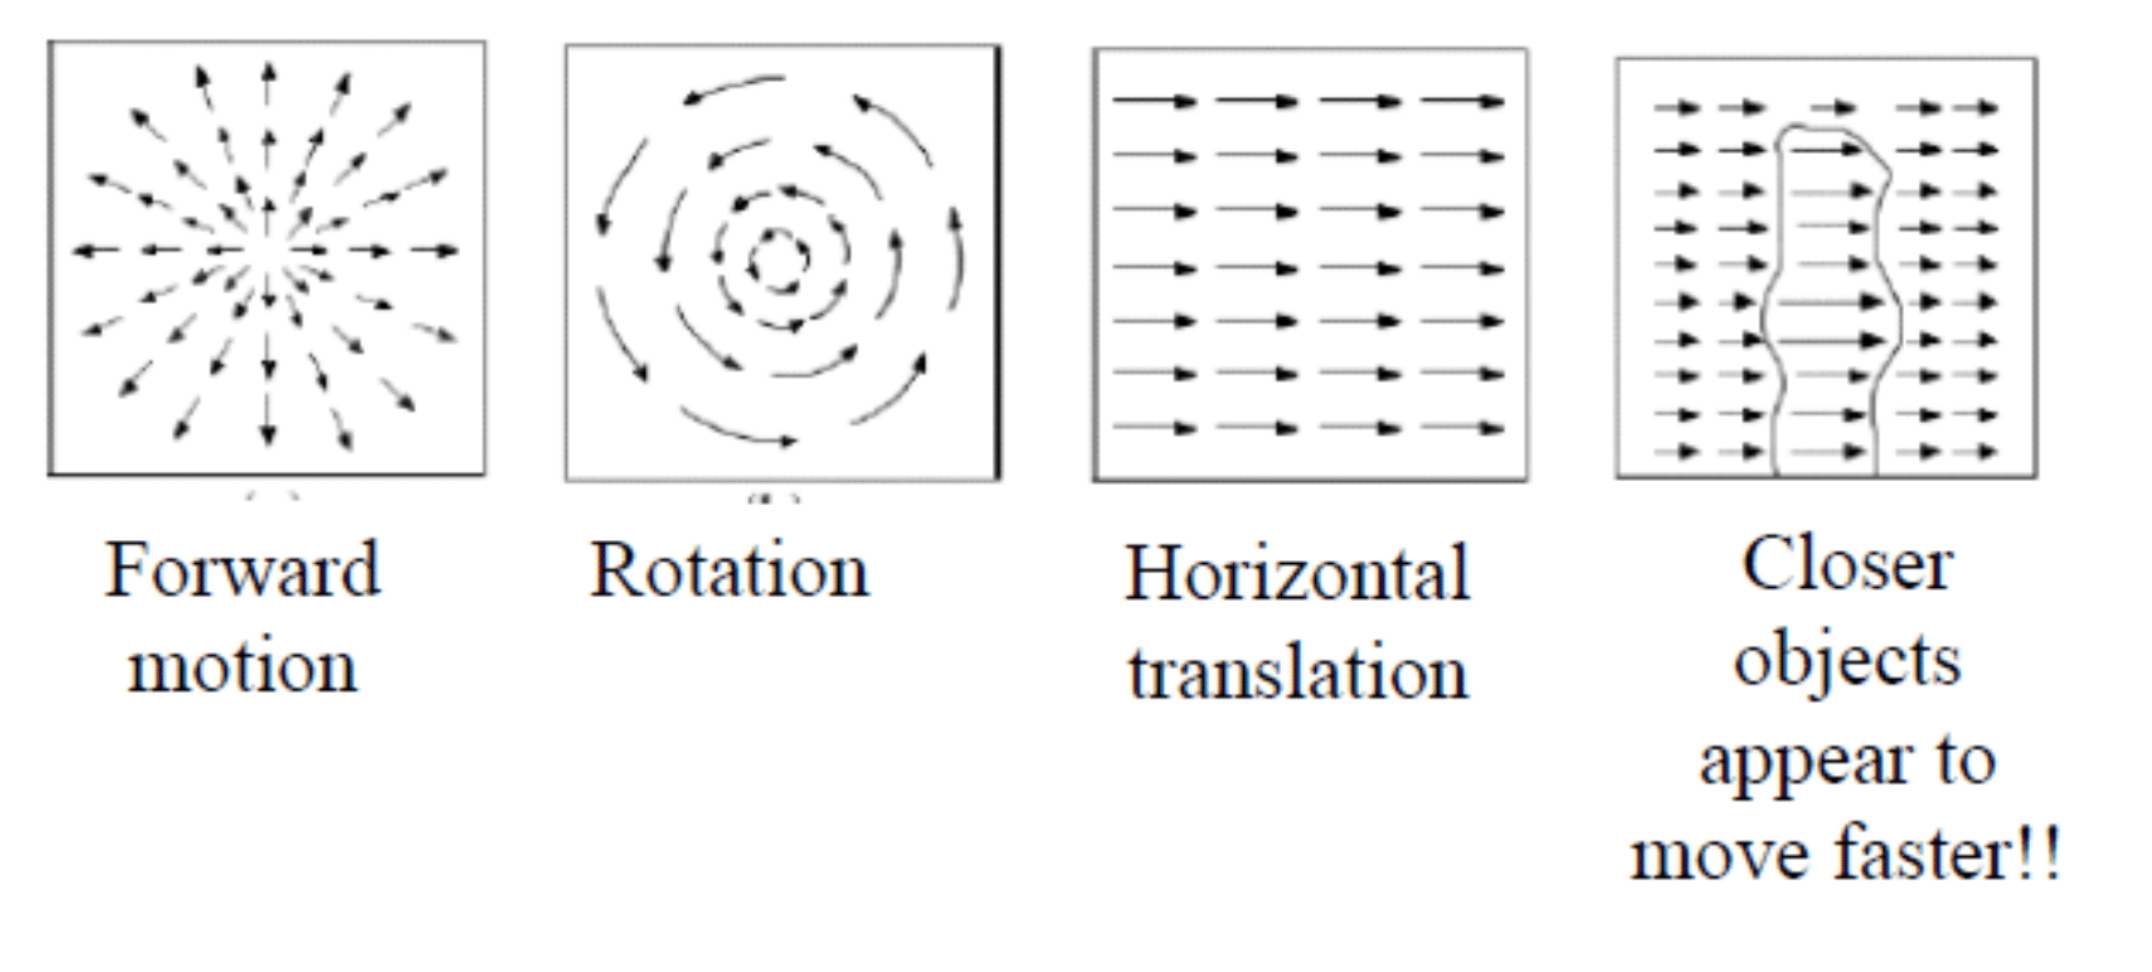 Forward
motion
Rotation
Horizontal
translation
Closer
objects
appear to
move faster!!